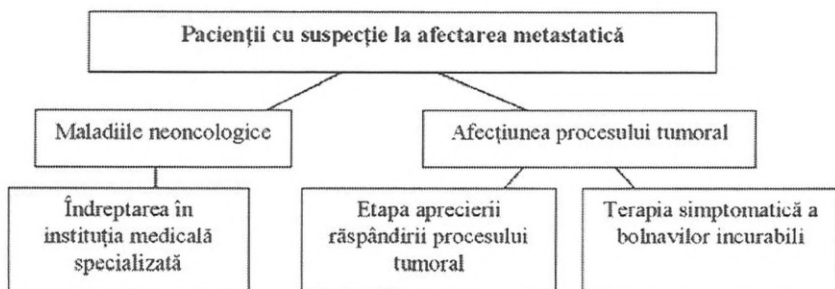 Pacienții cu suspecție la afectarea metastatică
Maladiile neoncologice
Afecțiunea procesului tumoral
Îndreptarea în
instituția medicală
specializată
Etapa aprecierii
răspândirii procesului
tumoral
Terapia simptomatică a
bolnavilor incurabili